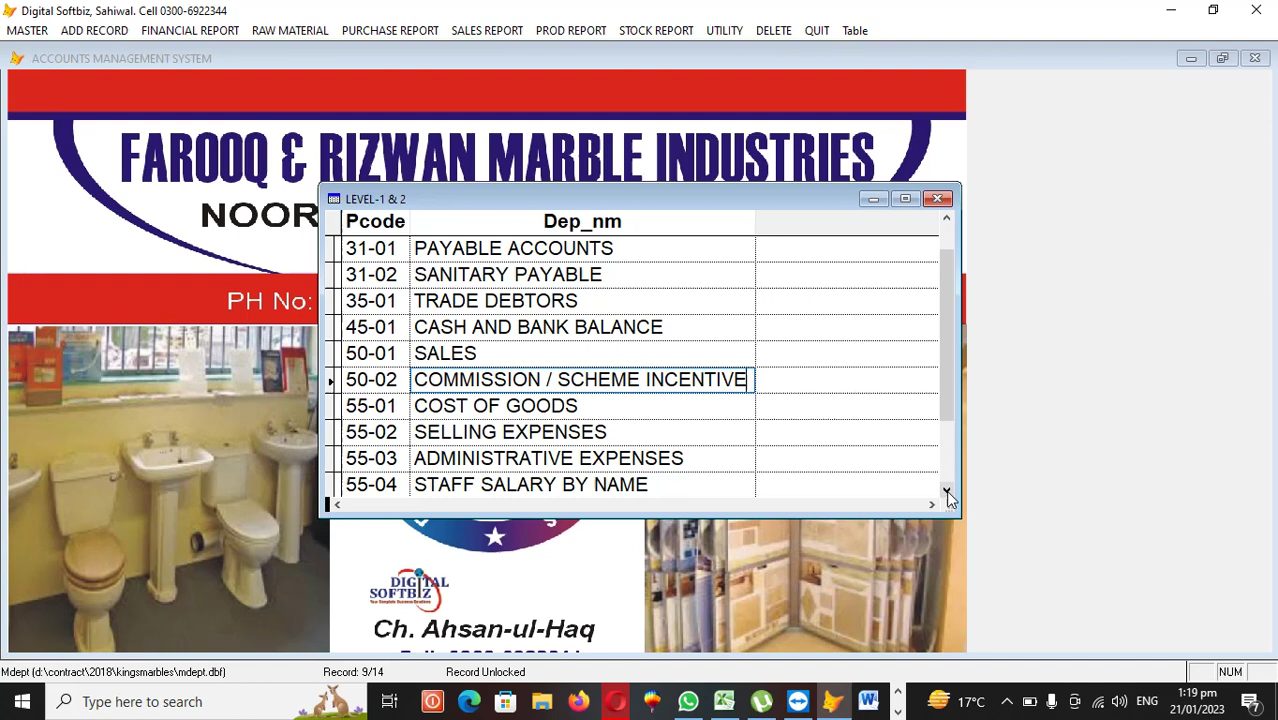 Digital Softbiz, Sahiwal. Cell 0300-6922344
MASTER ADD RECORD FINANCIAL REPORT RAW MATERIAL PURCHASE REPORT SALES REPORT PROD REPORT STOCK REPORT UTILITY DELETE QUIT Table
ACCOUNTS MANAGEMENT SYSTEM
FAROOQ & RIZWAN MARBLE INDUSTRIES
NOOR
PH No:
LEVEL-1 & 2
Pcode Dep_nm
31-01 PAYABLE ACCOUNTS
31-02 SANITARY PAYABLE
35-01 TRADE DEBTORS
45-01 CASH AND BANK BALANCE
50-01 SALES
50-02 COMMISSION / SCHEME INCENTIVE
55-01 COST OF GOODS
55-02 SELLING EXPENSES
55-03 ADMINISTRATIVE EXPENSES
55-04 STAFF SALARY BY NAME
DIGITAL
SOFTBIZ
Ch. Ahsan-ul-Haq
Mdept (d:\contract\2018\kingsmarbles\mdept.dbf) Record: 9/14 Record Unlocked NUM
Type here to search
17°C ENG
1:19 pm
21/01/2023
7